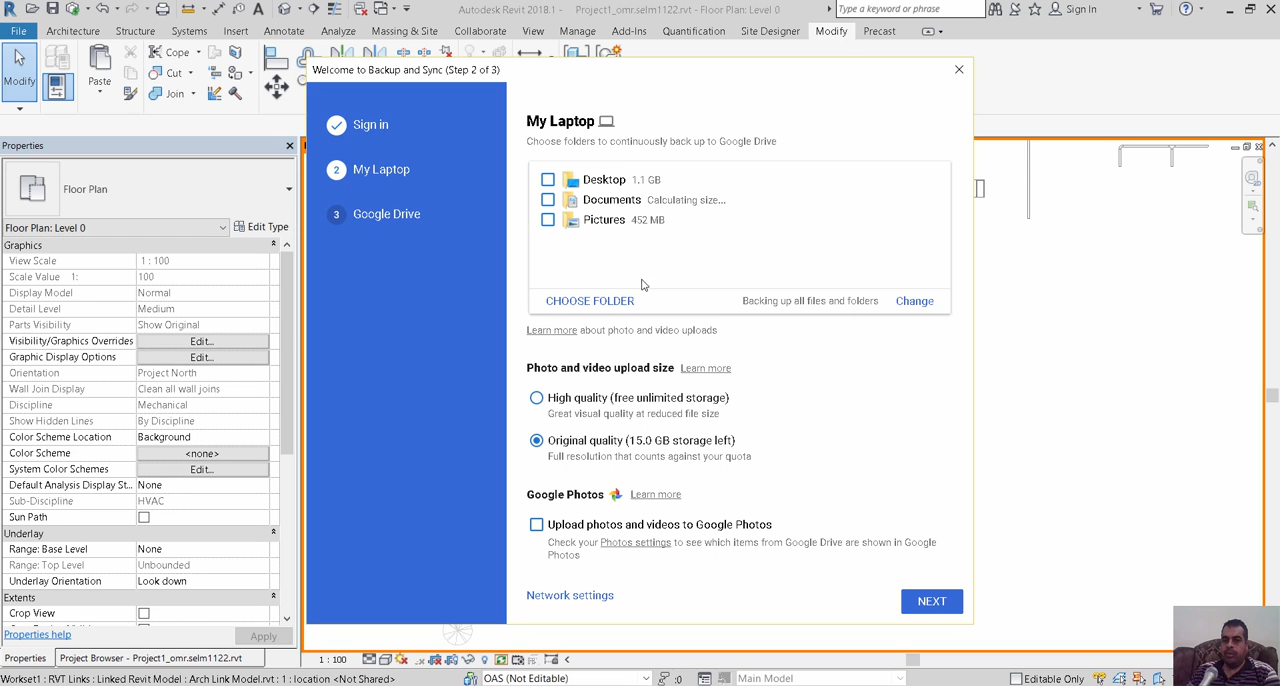 Autodesk Revit 2018.1 - Project1_omr.selm1122.rvt - Floor Plan: Level 0
Type a keyword or phrase
Sign In
File Architecture Structure Systems Insert Annotate Analyze Massing & Site Collaborate View Manage Add-Ins Quantification Site Designer Modify Precast
Modify
Paste
Cope
Cut
Join
Properties
Floor Plan
Floor Plan: Level 0
Edit Type
Graphics
View Scale 1 : 100
Scale Value 1: 100
Display Model Normal
Detail Level Medium
Parts Visibility Show Original
Visibility/Graphics Overrides Edit...
Graphic Display Options Edit...
Orientation Project North
Wall Join Display Clean all wall joins
Discipline Mechanical
Show Hidden Lines By Discipline
Color Scheme Location Background
Color Scheme <none>
System Color Schemes Edit...
Default Analysis Display St... None
Sub-Discipline HVAC
Sun Path
Underlay
Range: Base Level None
Range: Top Level Unbounded
Underlay Orientation Look down
Extents
Crop View
Properties help
Apply
Properties
Project Browser - Project1_omr.selm1122.rvt
Welcome to Backup and Sync (Step 2 of 3)
Sign in
2 My Laptop
3 Google Drive
My Laptop
Choose folders to continuously back up to Google Drive
Desktop 1.1 GB
Documents Calculating size...
Pictures 452 MB
CHOOSE FOLDER
Backing up all files and folders Change
Learn more about photo and video uploads
Photo and video upload size Learn more
High quality (free unlimited storage)
Great visual quality at reduced file size
Original quality (15.0 GB storage left)
Full resolution that counts against your quota
Google Photos Learn more
Upload photos and videos to Google Photos
Check your Photos settings to see which items from Google Drive are shown in Google
Photos
Network settings
NEXT
1 : 100
Workset1 : RVT Links : Linked Revit Model : Act Link Model.rvt : 1 : location <Not Shared>
OAS (Not Editable)
:0
Main Model
Editable Only